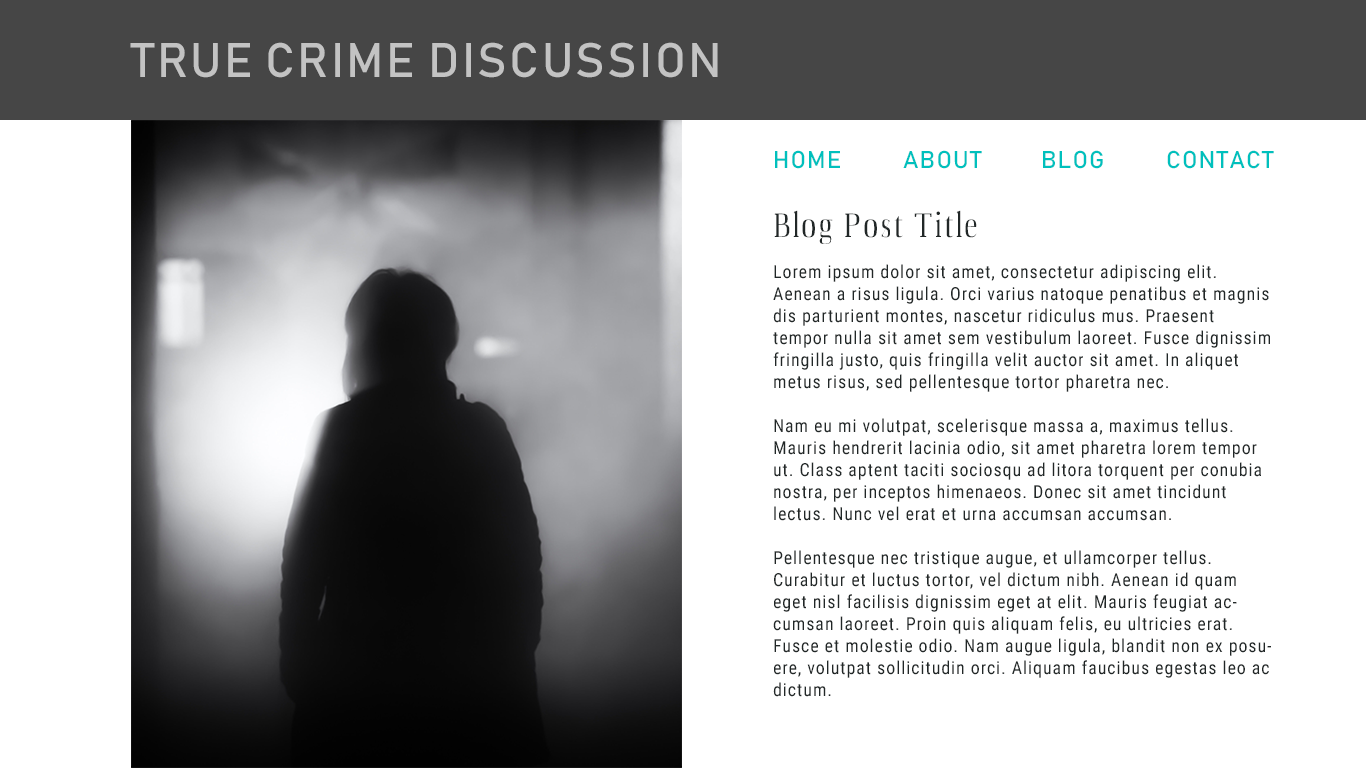 TRUE CRIME DISCUSSION
HOME ABOUT BLOG CONTACT
Blog Post Title
Lorem ipsum dolor sit amet, consectetur adipiscing elit.
Aenean a risus ligula. Orci varius natoque penatibus et magnis
dis parturient montes, nascetur ridiculus mus. Praesent
tempor nulla sit amet sem vestibulum laoreet. Fusce dignissim
fringilla justo, quis fringilla velit auctor sit amet. In aliquet
metus risus, sed pellentesque tortor pharetra nec.
Nam eu mi volutpat, scelerisque massa a, maximus tellus.
Mauris hendrerit lacinia odio, sit amet pharetra lorem tempor
ut. Class aptent taciti sociosqu ad litora torquent per conubia
nostra, per inceptos himenaeos. Donec sit amet tincidunt
lectus. Nunc vel erat et urna accumsan accumsan.
Pellentesque nec tristique augue, et ullamcorper tellus.
Curabitur et luctus tortor, vel dictum nibh. Aenean id quam
eget nisl facilisis dignissim eget at elit. Mauris feugiat ac-
cumsan laoreet. Proin quis aliquam felis, eu ultricies erat.
Fusce et molestie odio. Nam augue ligula, blandit non ex posu-
ere, volutpat sollicitudin orci. Aliquam faucibus egestas leo ac
dictum.